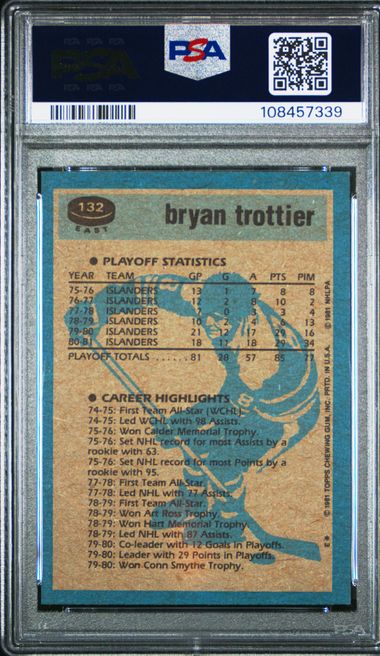 PSA
PSA
108457339
132
EAST
bryan trottier
● PLAYOFF STATISTICS
YEAR TEAM GP G A PTS PIM
75-76 ISLANDERS 13 1 7 8 8
76-77 ISLANDERS 12 2 8 10 2
77-78 ISLANDERS 7 0 3 3 4
78-79 ISLANDERS 10 2 4 6 13
79-80 ISLANDERS 21 12 17 29 16
80-81 ISLANDERS 18 11 18 29 34
PLAYOFF TOTALS ...... 81 28 57 85 77
● CAREER HIGHLIGHTS
74-75: First Team All-Star (WCHL).
74-75: Led WCHL with 98 Assists.
75-76: Won Calder Memorial Trophy.
75-76: Set NHL record for most Assists by a
rookie with 63.
75-76: Set NHL record for most Points by a
rookie with 95.
77-78: First Team All-Star.
77-78: Led NHL with 77 Assists.
78-79: First Team All-Star.
78-79: Won Art Ross Trophy.
78-79: Won Hart Memorial Trophy.
78-79: Led NHL with 87 Assists.
79-80: Co-leader with 12 Goals in Playoffs.
79-80: Leader with 29 Points in Playoffs.
79-80: Won Conn Smythe Trophy.
© 1981 NHLPA
© 1981 TOPPS CHEWING GUM, INC. PRTD. IN U.S.A.
E
PSA